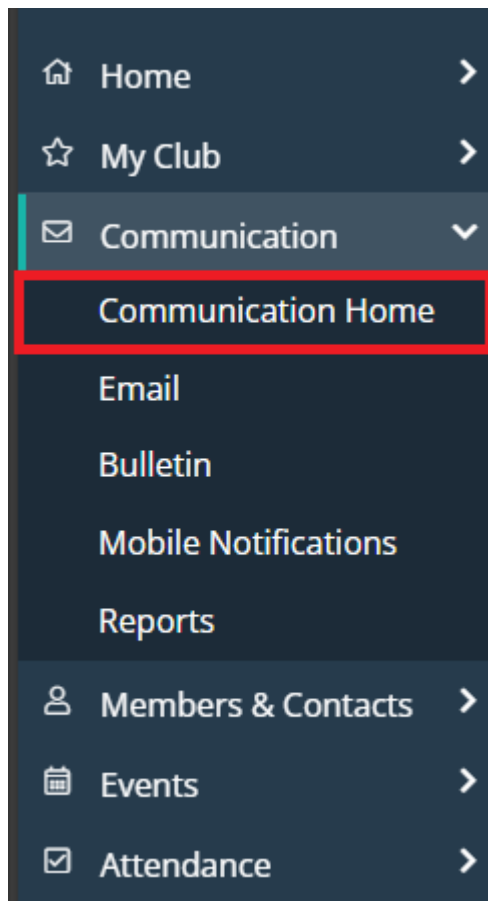 Home
My Club
Communication
Communication Home
Email
Bulletin
Mobile Notifications
Reports
Members & Contacts
Events
Attendance